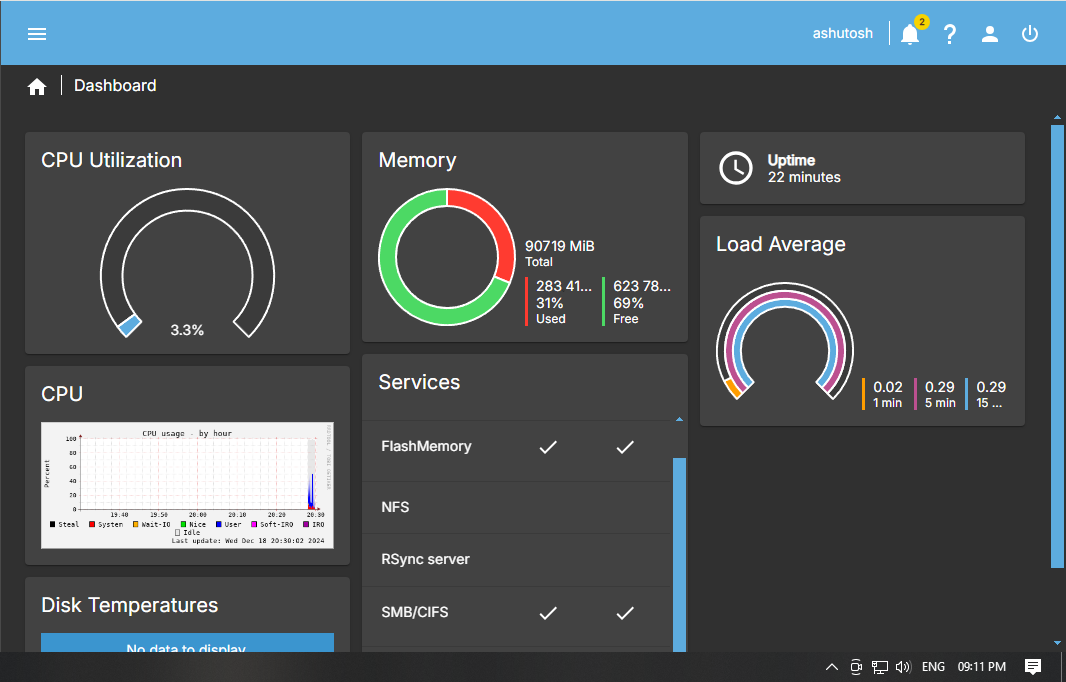 ashutosh
2
Dashboard
CPU Utilization
3.3%
Memory
90719 MiB
Total
283 41...
31%
Used
623 78...
69%
Free
Uptime
22 minutes
Load Average
0.02
1 min
0.29
5 min
0.29
15 ...
CPU
CPU usage - by hour
Percent
100
80
60
40
20
0
19:40 19:50 20:00 20:10 20:20 20:30
Steal System Wait-IO Nice User Soft-IRQ IRQ
Idle
Last update: Wed Dec 18 20:30:02 2024
Services
FlashMemory
NFS
RSync server
SMB/CIFS
Disk Temperatures
No data to display
ENG
09:11 PM